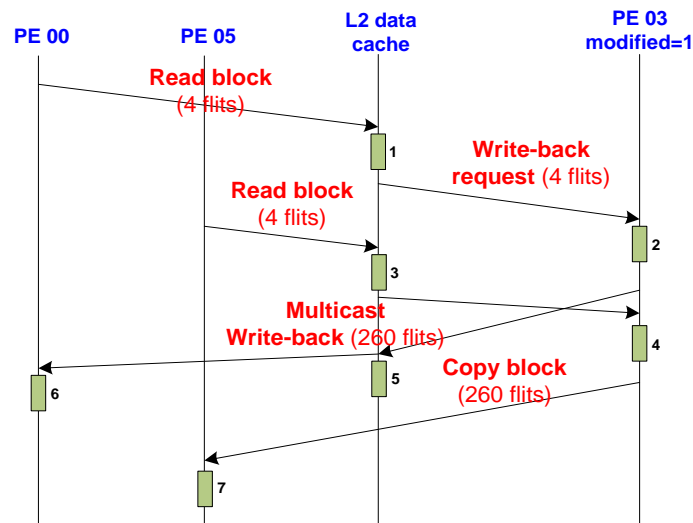 PE 00
PE 05
L2 data
cache
PE 03
modified=1
Read block
(4 flits)
1
Write-back
request (4 flits)
Read block
(4 flits)
2
3
Multicast
Write-back (260 flits)
4
5
Copy block
(260 flits)
6
7